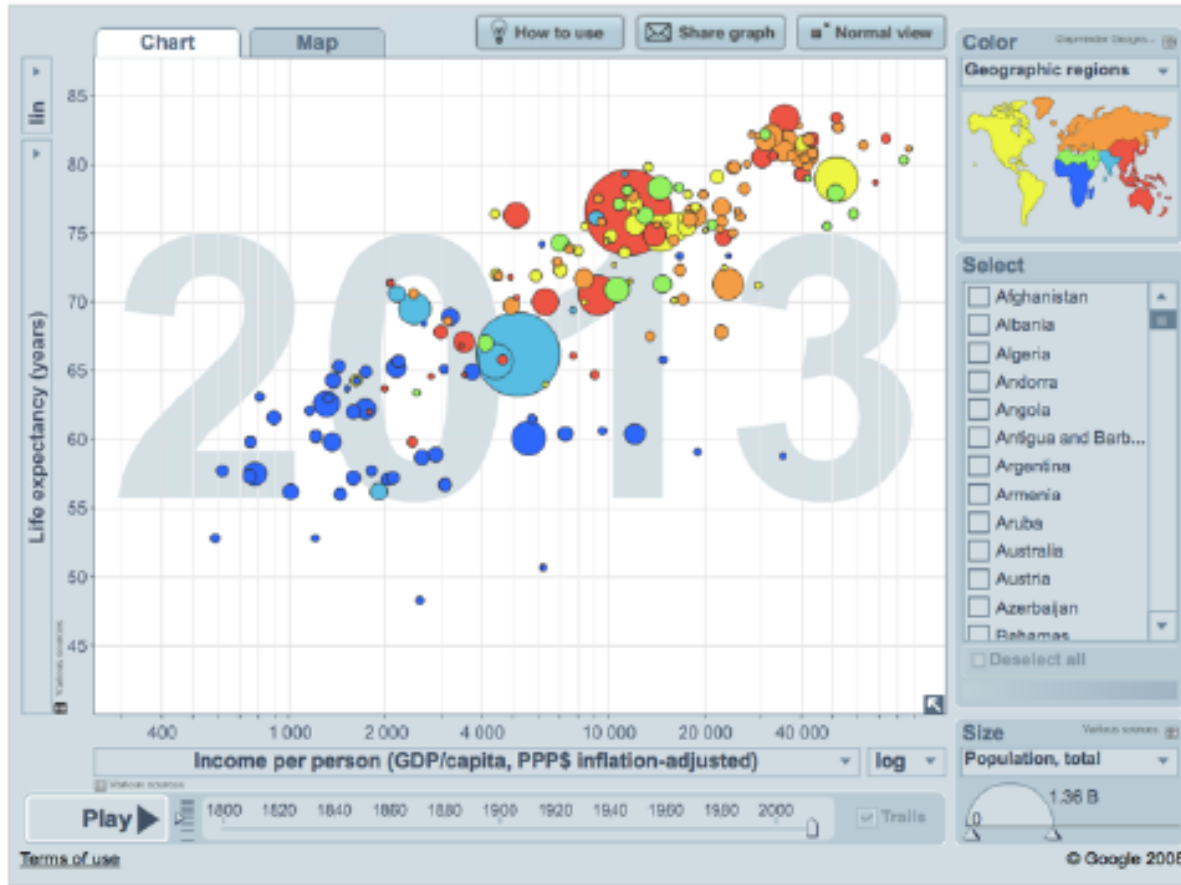 Chart
Map
How to use
Share graph
Normal view
Color
Geographic regions
lin
Life expectancy (years)
Various sources
2013
85
80
75
70
65
60
55
50
45
400
1 000
2 000
4 000
10 000
20 000
40 000
Income per person (GDP/capita, PPP$ inflation-adjusted)
log
Various sources
Select
Afghanistan
Albania
Algeria
Andorra
Angola
Antigua and Barb...
Argentina
Armenia
Aruba
Australia
Austria
Azerbaijan
Bahamas
Deselect all
Size
Various sources
Population, total
1.36 B
0
Play
1800
1820
1840
1860
1880
1900
1920
1940
1960
1980
2000
Trails
Terms of use
© Google 2008